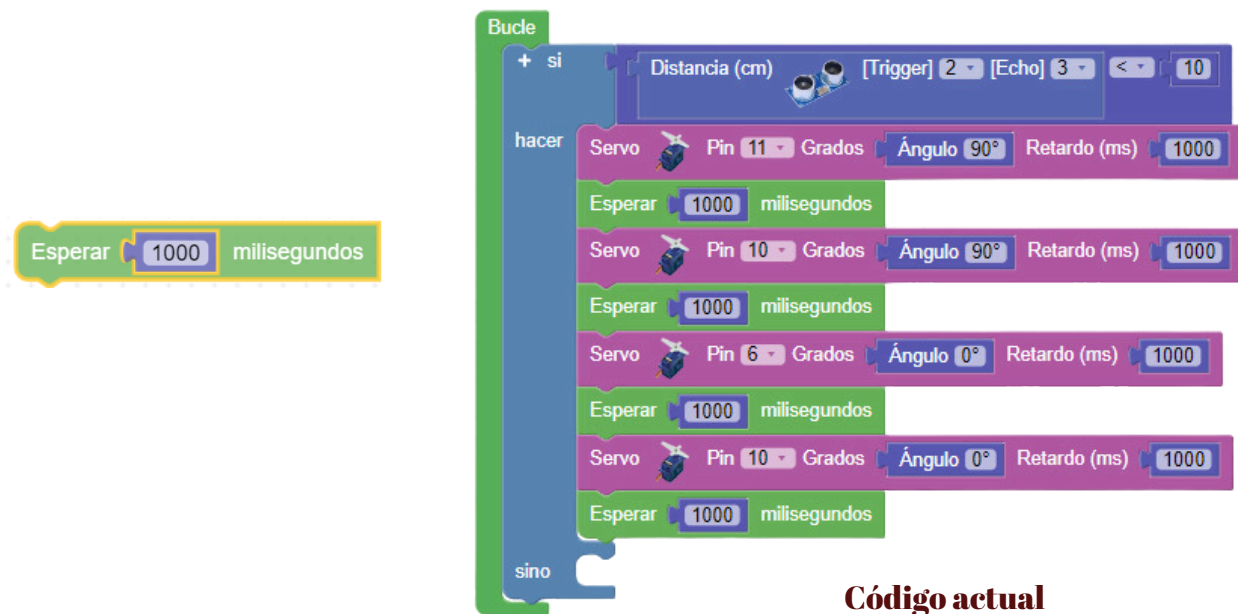 Esperar 1000 milisegundos
Bucle
+ si Distancia (cm) [Trigger] 2 [Echo] 3 < 10
hacer Servo Pin 11 Grados Ángulo 90° Retardo (ms) 1000
Esperar 1000 milisegundos
Servo Pin 10 Grados Ángulo 90° Retardo (ms) 1000
Esperar 1000 milisegundos
Servo Pin 6 Grados Ángulo 0° Retardo (ms) 1000
Esperar 1000 milisegundos
Servo Pin 10 Grados Ángulo 0° Retardo (ms) 1000
Esperar 1000 milisegundos
sino
Código actual